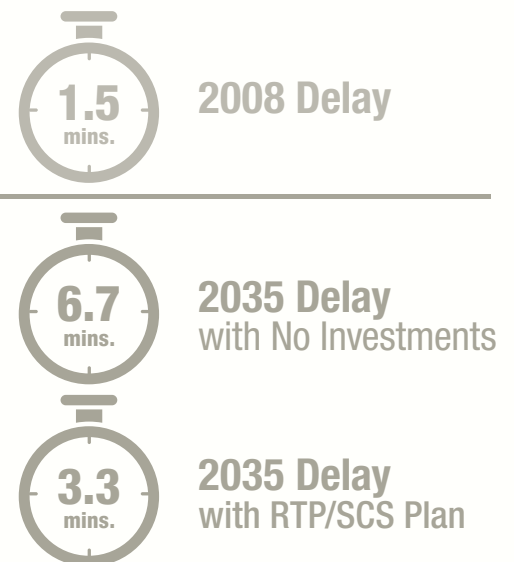 1.5
mins.
2008 Delay
6.7
mins.
2035 Delay
with No Investments
3.3
mins.
2035 Delay
with RTP/SCS Plan